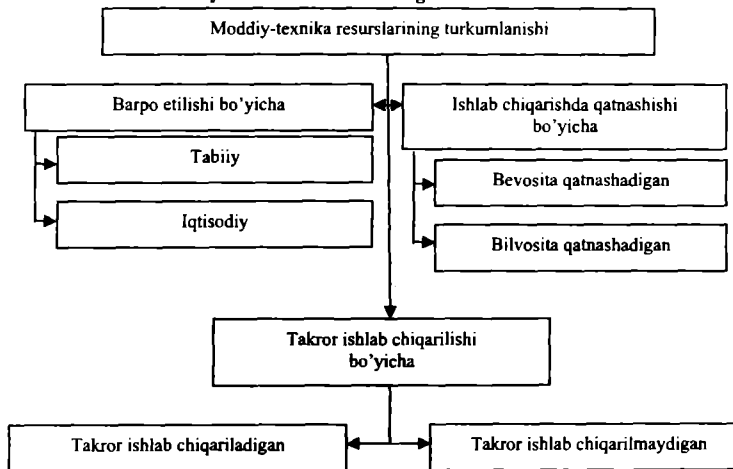 Moddiy-texnika resurslarining turkumlanishi
Barpo etilishi bo'yicha
Ishlab chiqarishda qatnashishi
bo'yicha
Tabiiy
Bevosita qatnashadigan
Iqtisodiy
Bilvosita qatnashadigan
Takror ishlab chiqarilishi
bo'yicha
Takror ishlab chiqariladigan
Takror ishlab chiqarilmaydigan